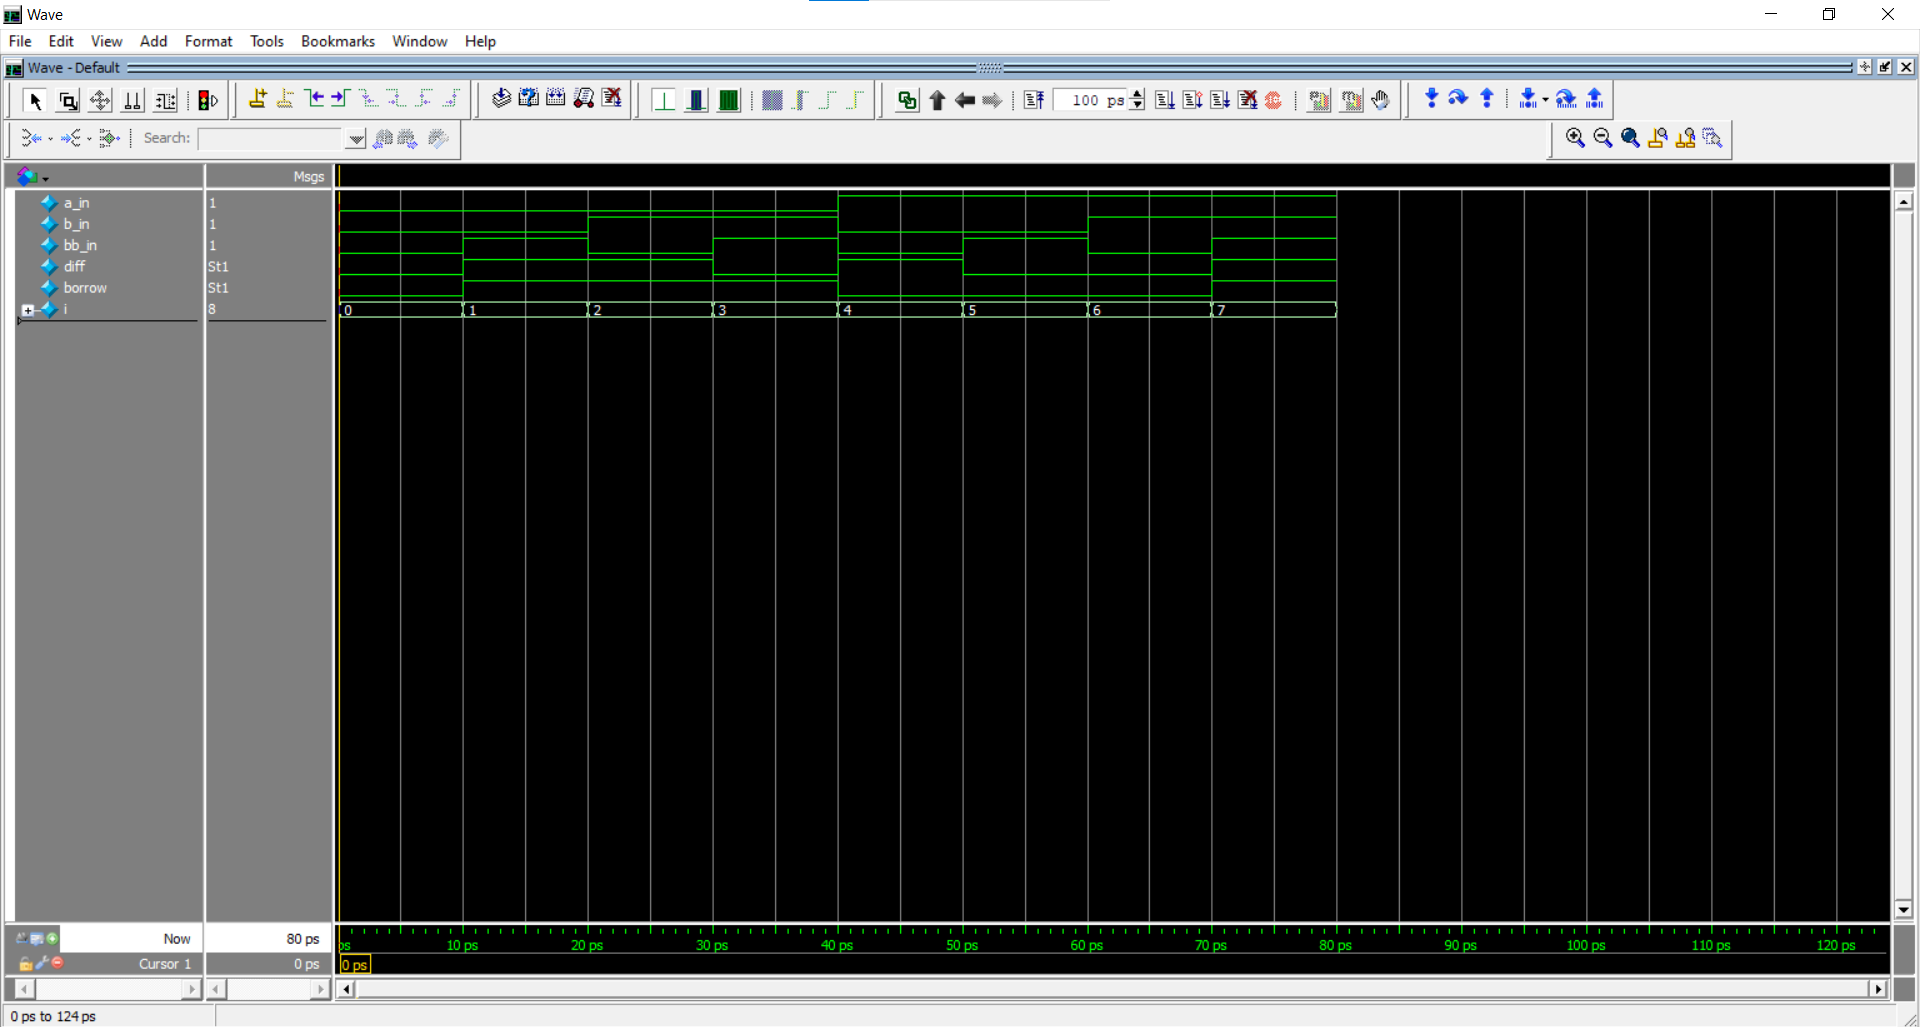 Wave
File Edit View Add Format Tools Bookmarks Window Help
Wave - Default
100 ps
Search:
Msgs
a_in 1
b_in 1
bb_in 1
diff St1
borrow St1
i 8
0 1 2 3 4 5 6 7
Now 80 ps
ps 10 ps 20 ps 30 ps 40 ps 50 ps 60 ps 70 ps 80 ps 90 ps 100 ps 110 ps 120 ps
Cursor 1 0 ps
0 ps
0 ps to 124 ps